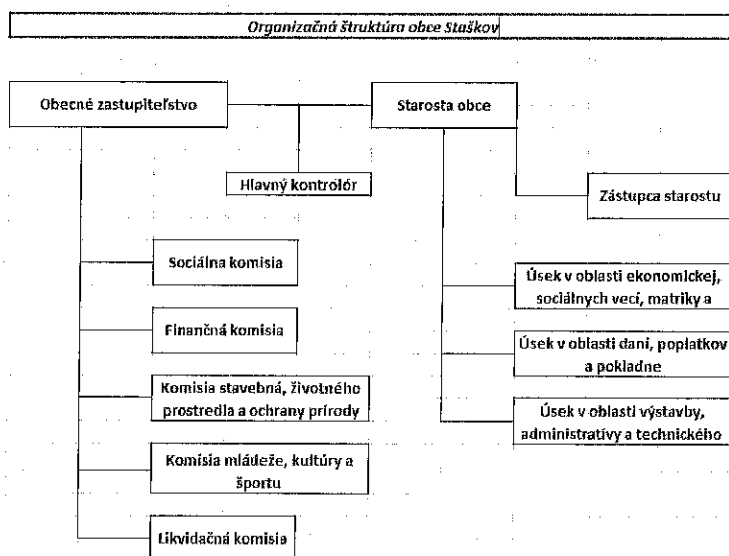 Organizačná štruktúra obce Staškov
Obecné zastupiteľstvo
Starosta obce
Hlavný kontrolór
Zástupca starostu
Sociálna komisia
Finančná komisia
Komisia stavebná, životného
prostredia a ochrany prírody
Komisia mládeže, kultúry a
športu
Likvidačná komisia
Úsek v oblasti ekonomickej,
sociálnych vecí, matriky a
Úsek v oblasti daní, poplatkov
a pokladne
Úsek v oblasti výstavby,
administratívy a technického